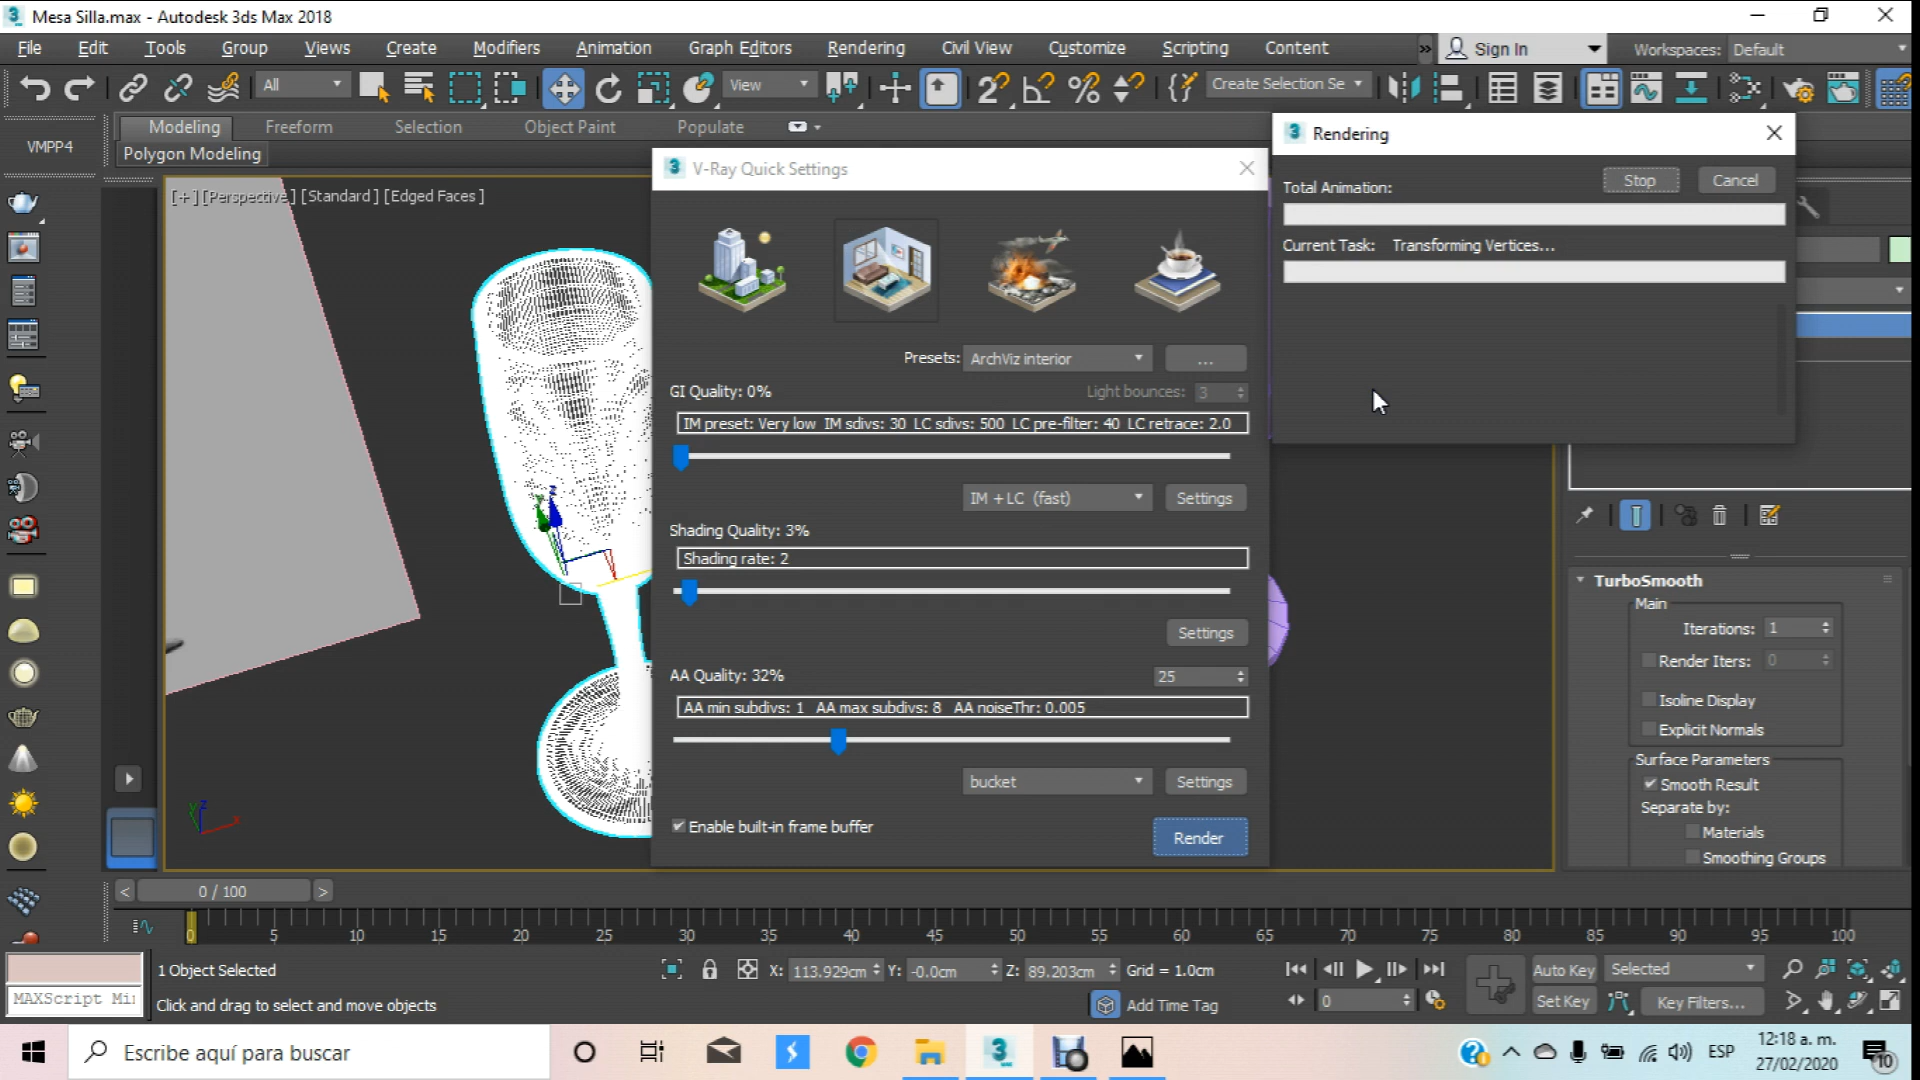 Mesa Silla.max - Autodesk 3ds Max 2018
File Edit Tools Group Views Create Modifiers Animation Graph Editors Rendering Civil View Customize Scripting Content » Sign In Workspaces: Default
All View Create Selection Se
Modeling Freeform Selection Object Paint Populate
VMPP4
Polygon Modeling
[+] [Perspective] [Standard] [Edged Faces]
V-Ray Quick Settings
Presets: ArchViz interior ...
GI Quality: 0% Light bounces: 3
IM preset: Very low IM sdivs: 30 LC sdivs: 500 LC pre-filter: 40 LC retrace: 2.0
IM + LC (fast) Settings
Shading Quality: 3%
Shading rate: 2
Settings
AA Quality: 32% 25
AA min subdivs: 1 AA max subdivs: 8 AA noiseThr: 0.005
bucket Settings
Enable built-in frame buffer
Render
Rendering
Total Animation: Stop Cancel
Current Task: Transforming Vertices...
TurboSmooth
Main
Iterations: 1
Render Iters: 0
Isoline Display
Explicit Normals
Surface Parameters
Smooth Result
Separate by:
Materials
Smoothing Groups
< 0 / 100 >
0 5 10 15 20 25 30 35 40 45 50 55 60 65 70 75 80 85 90 95 100
1 Object Selected X: 113.929cm Y: -0.0cm Z: 89.203cm Grid = 1.0cm Auto Key Selected
MAXScript Mi Click and drag to select and move objects Add Time Tag 0 Set Key Key Filters...
Escribe aquí para buscar
ESP
12:18 a. m.
27/02/2020
10